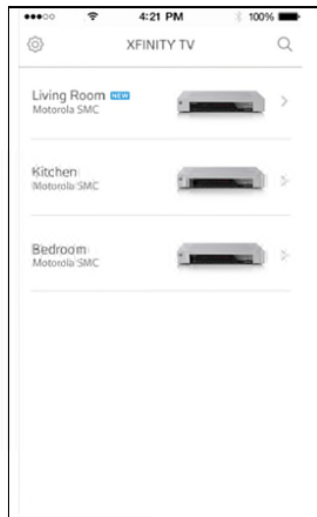 4:21 PM 100%
XFINITY TV
Living Room NEW
Motorola SMC
Kitchen
Motorola SMC
Bedroom
Motorola SMC